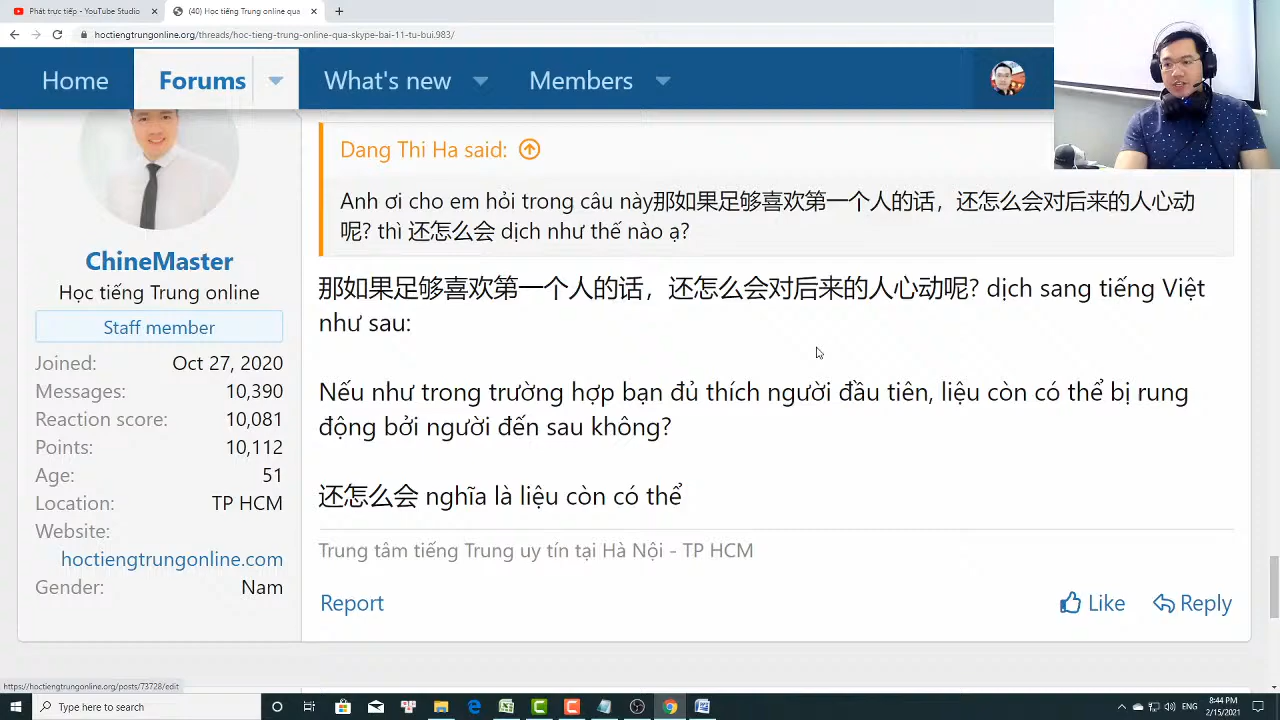 Phát trực tiếp - YouTube Studio
(40) Học tiếng Trung online qua
hoctiengtrungonline.org/threads/hoc-tieng-trung-online-qua-skype-bai-11-tu-bui.983/
Home
Forums
What's new
Members
Dang Thi Ha said:
Anh ơi cho em hỏi trong câu này那如果足够喜欢第一个人的话，还怎么会对后来的人心动
呢? thì 还怎么会 dịch như thế nào ạ?
ChineMaster
Học tiếng Trung online
Staff member
Joined: Oct 27, 2020
Messages: 10,390
Reaction score: 10,081
Points: 10,112
Age: 51
Location: TP HCM
Website:
hoctiengtrungonline.com
Gender: Nam
那如果足够喜欢第一个人的话，还怎么会对后来的人心动呢? dịch sang tiếng Việt
như sau:
Nếu như trong trường hợp bạn đủ thích người đầu tiên, liệu còn có thể bị rung
động bởi người đến sau không?
还怎么会 nghĩa là liệu còn có thể
Trung tâm tiếng Trung uy tín tại Hà Nội - TP HCM
Report
Like
Reply
https://hoctiengtrungonline.org/posts/73728/edit
Type here to search
8:44 PM
2/15/2021